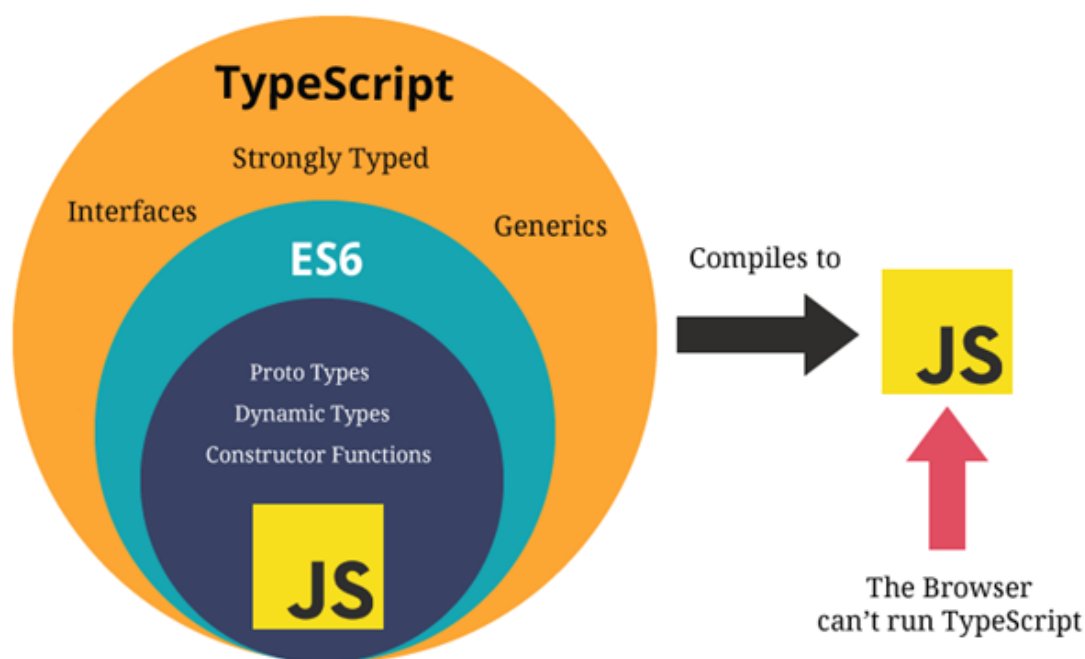 TypeScript
Strongly Typed
Interfaces
Generics
ES6
Proto Types
Dynamic Types
Constructor Functions
JS
Compiles to
JS
The Browser
can't run TypeScript